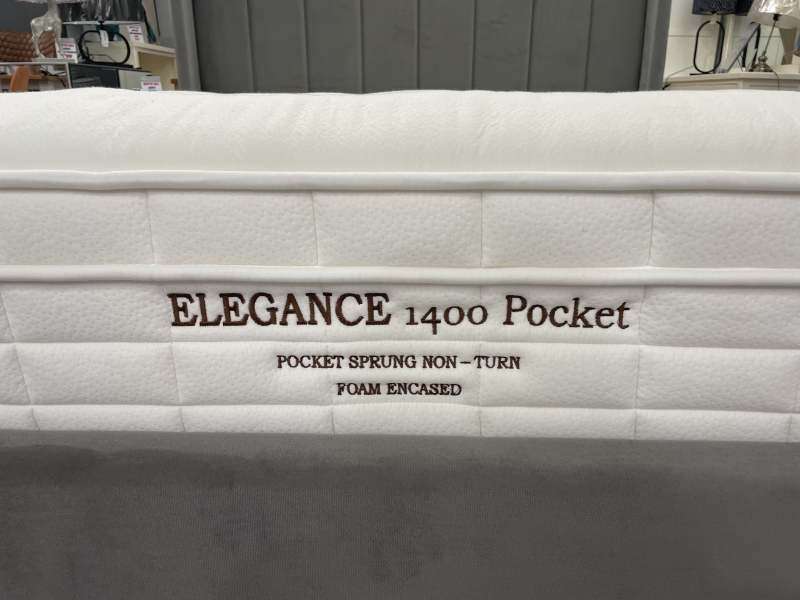 ELEGANCE 1400 Pocket
POCKET SPRUNG NON – TURN
FOAM ENCASED